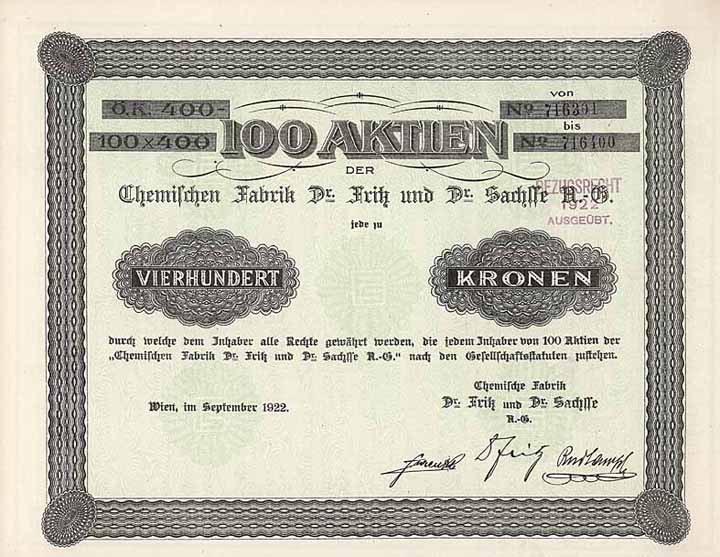 Ö.K. 400-
100×400
100 AKTIEN
von
No 716301
bis
No 716400
DER
Chemischen Fabrik Dr. Fritz und Dr. Sachsse A.-G.
BEZUGSRECHT
1922
AUSGEÜBT.
jede zu
VIERHUNDERT
KRONEN
durch welche dem Inhaber alle Rechte gewährt werden, die jedem Inhaber von 100 Aktien der
„Chemischen Fabrik Dr. Fritz und Dr. Sachsse A.-G.“ nach den Gesellschaftsstatuten zustehen.
Wien, im September 1922.
Chemische Fabrik
Dr. Fritz und Dr. Sachsse
A.-G.
D Fritz